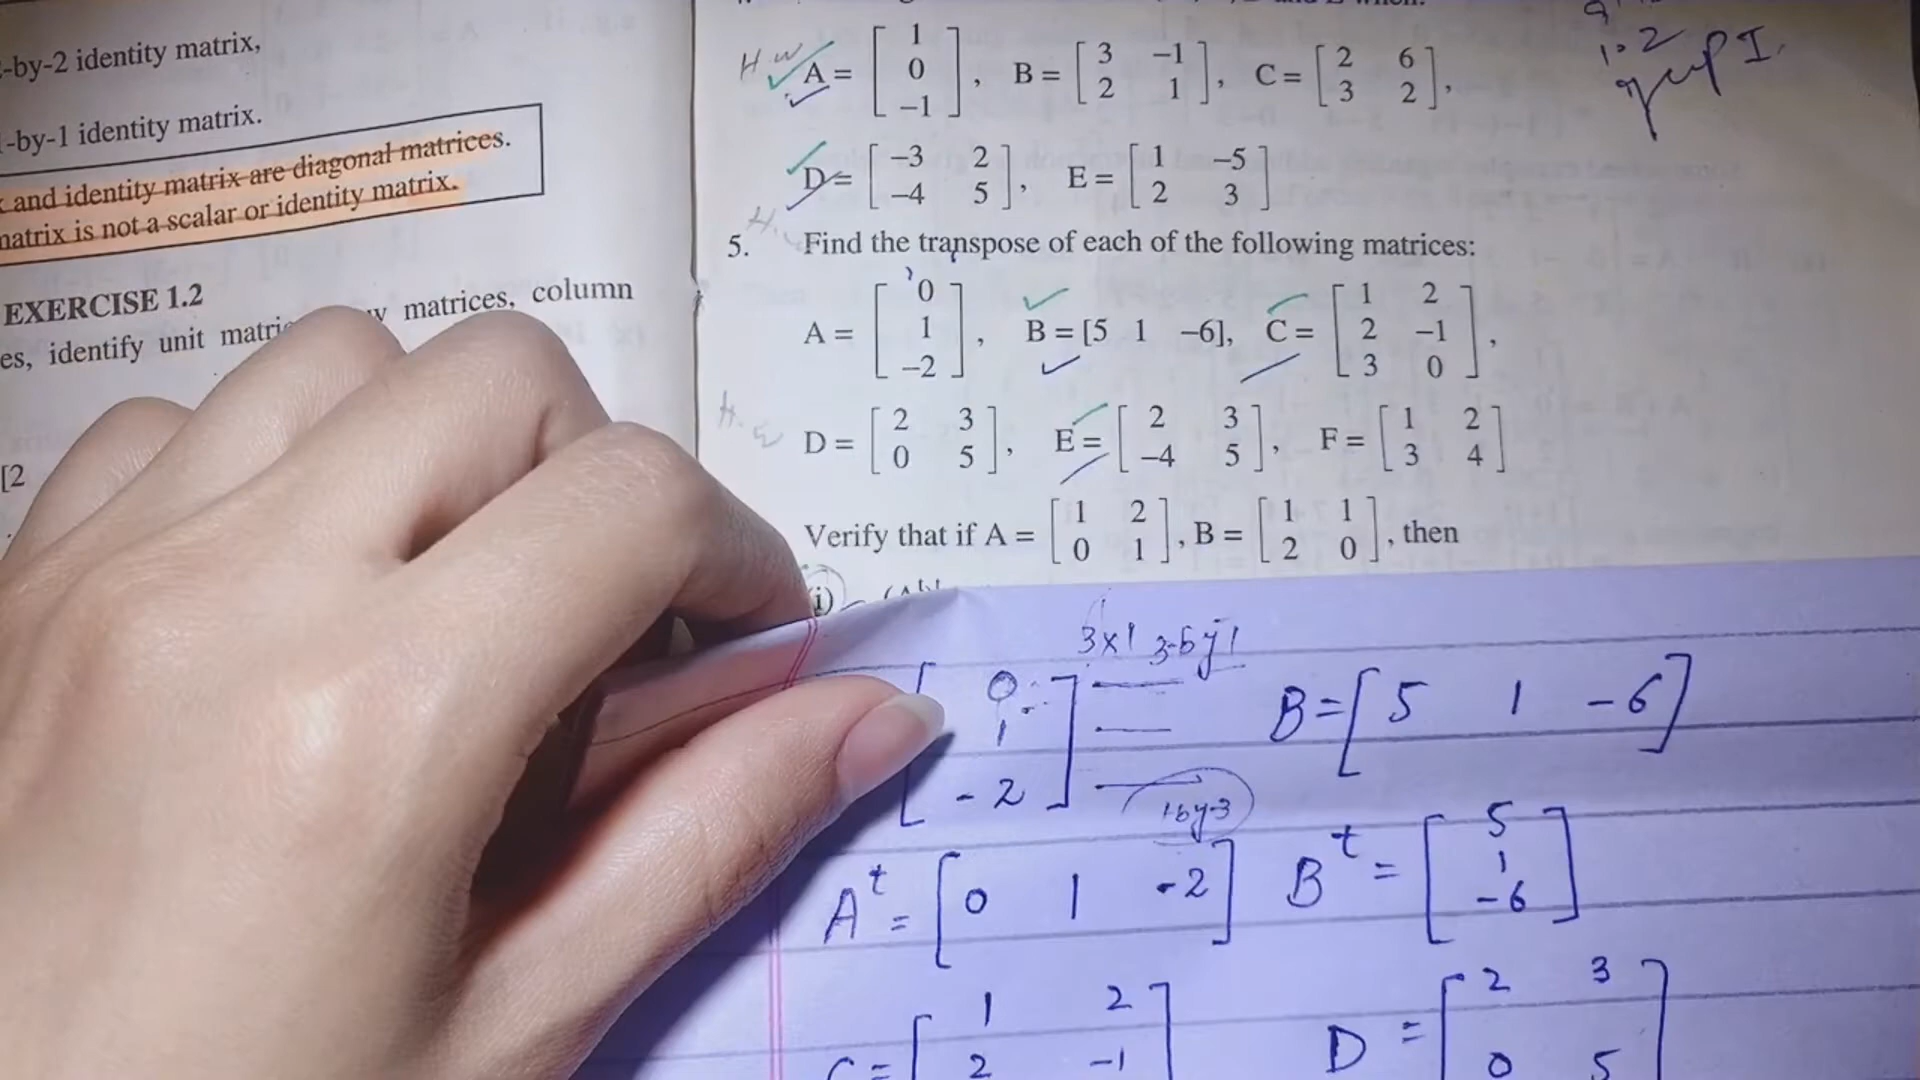 -by-2 identity matrix,
-by-1 identity matrix.
and identity matrix are diagonal matrices.
matrix is not a scalar or identity matrix.
EXERCISE 1.2
matrices, column
es, identify unit
[2
H.W
A = [ 1 0 −1 ], B = [ 3 −1 2 1 ], C = [ 2 6 3 2 ],
D = [ −3 2 −4 5 ], E = [ 1 −5 2 3 ]
1.2
5. Find the transpose of each of the following matrices:
A = [ 0 1 −2 ], B = [5 1 −6], C = [ 1 2 2 −1 3 0 ],
D = [ 2 3 0 5 ], E = [ 2 3 −4 5 ], F = [ 1 2 3 4 ]
Verify that if A = [ 1 2 0 1 ], B = [ 1 1 2 0 ], then
(i)
3x1 3-by1
[ 0 1 -2 ] B = [ 5 1 -6 ]
1by-3
A^t = [ 0 1 -2 ] B^t = [ 5 1 -6 ]
C = [ 1 2 2 -1 D = [ 2 3 0 5 ]